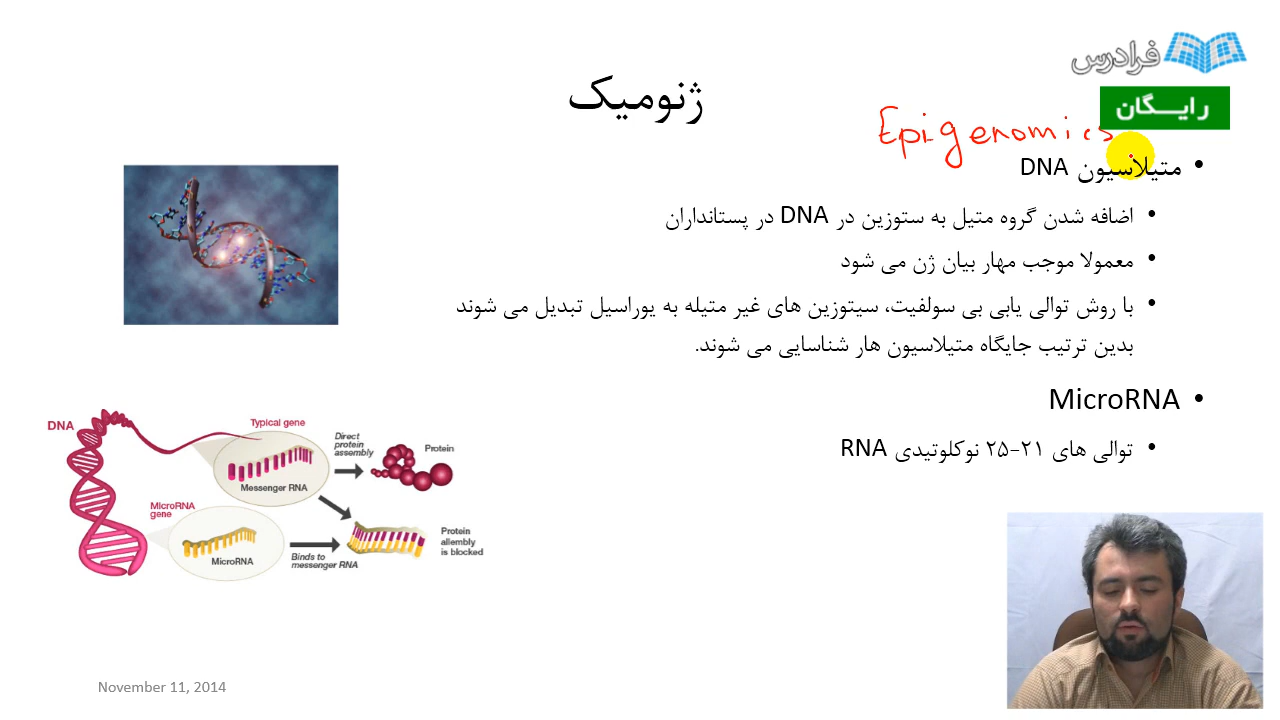 فرادرس
رایـــگان
ژنومیک
Epigenomics
• متیلاسیون DNA
• اضافه شدن گروه متیل به ستوزین در DNA در پستانداران
• معمولا موجب مهار بیان ژن می شود
• با روش توالی یابی بی سولفیت، سیتوزین های غیر متیله به یوراسیل تبدیل می شوند
بدین ترتیب جایگاه متیلاسیون هار شناسایی می شوند.
• MicroRNA
• توالی های ۲۱-۲۵ نوکلوتیدی RNA
DNA
Typical gene
Messenger RNA
Direct
protein
assembly
Protein
MicroRNA
gene
MicroRNA
Binds to
messenger RNA
Protein
allembly
is blocked
November 11, 2014